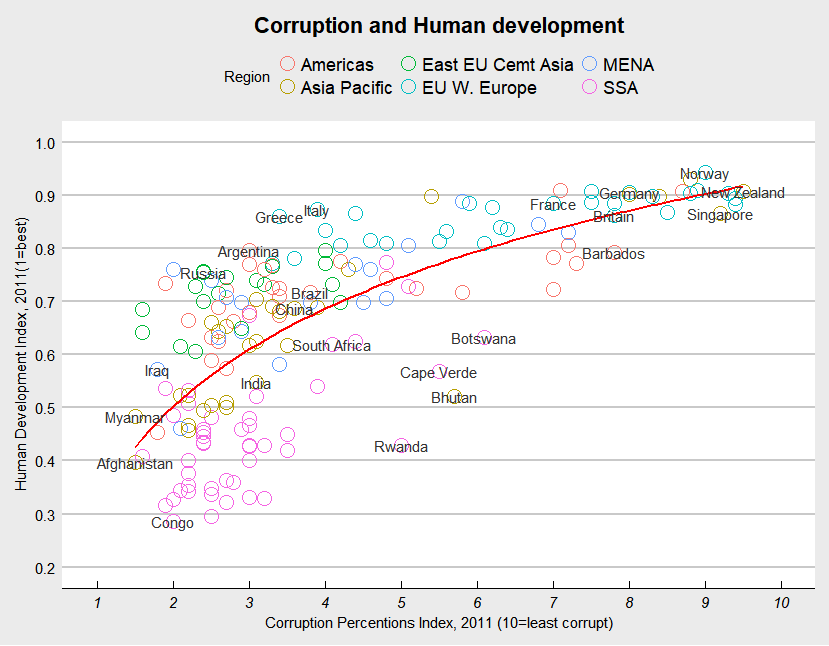 Corruption and Human development
Region
Americas
East EU Cemt Asia
MENA
Asia Pacific
EU W. Europe
SSA
Human Development Index, 2011 (1=best)
1.0
0.9
0.8
0.7
0.6
0.5
0.4
0.3
0.2
Norway
Germany
New Zealand
France
Italy
Greece
Britain
Singapore
Argentina
Barbados
Russia
Brazil
China
South Africa
Botswana
Iraq
Cape Verde
India
Bhutan
Myanmar
Rwanda
Afghanistan
Congo
1 2 3 4 5 6 7 8 9 10
Corruption Percentions Index, 2011 (10=least corrupt)